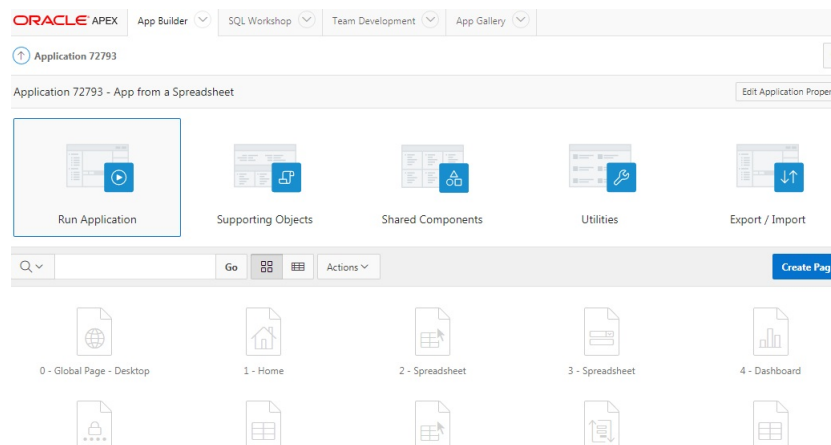 ORACLE APEX App Builder SQL Workshop Team Development App Gallery
Application 72793
Application 72793 - App from a Spreadsheet Edit Application Proper
Run Application Supporting Objects Shared Components Utilities Export / Import
Go Actions Create Pag
0 - Global Page - Desktop 1 - Home 2 - Spreadsheet 3 - Spreadsheet 4 - Dashboard